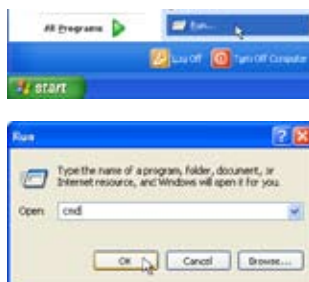 All Programs
Run...
Log Off Turn Off Computer
start
Run
Type the name of a program, folder, document, or
Internet resource, and Windows will open it for you.
Open: cmd
OK Cancel Browse...